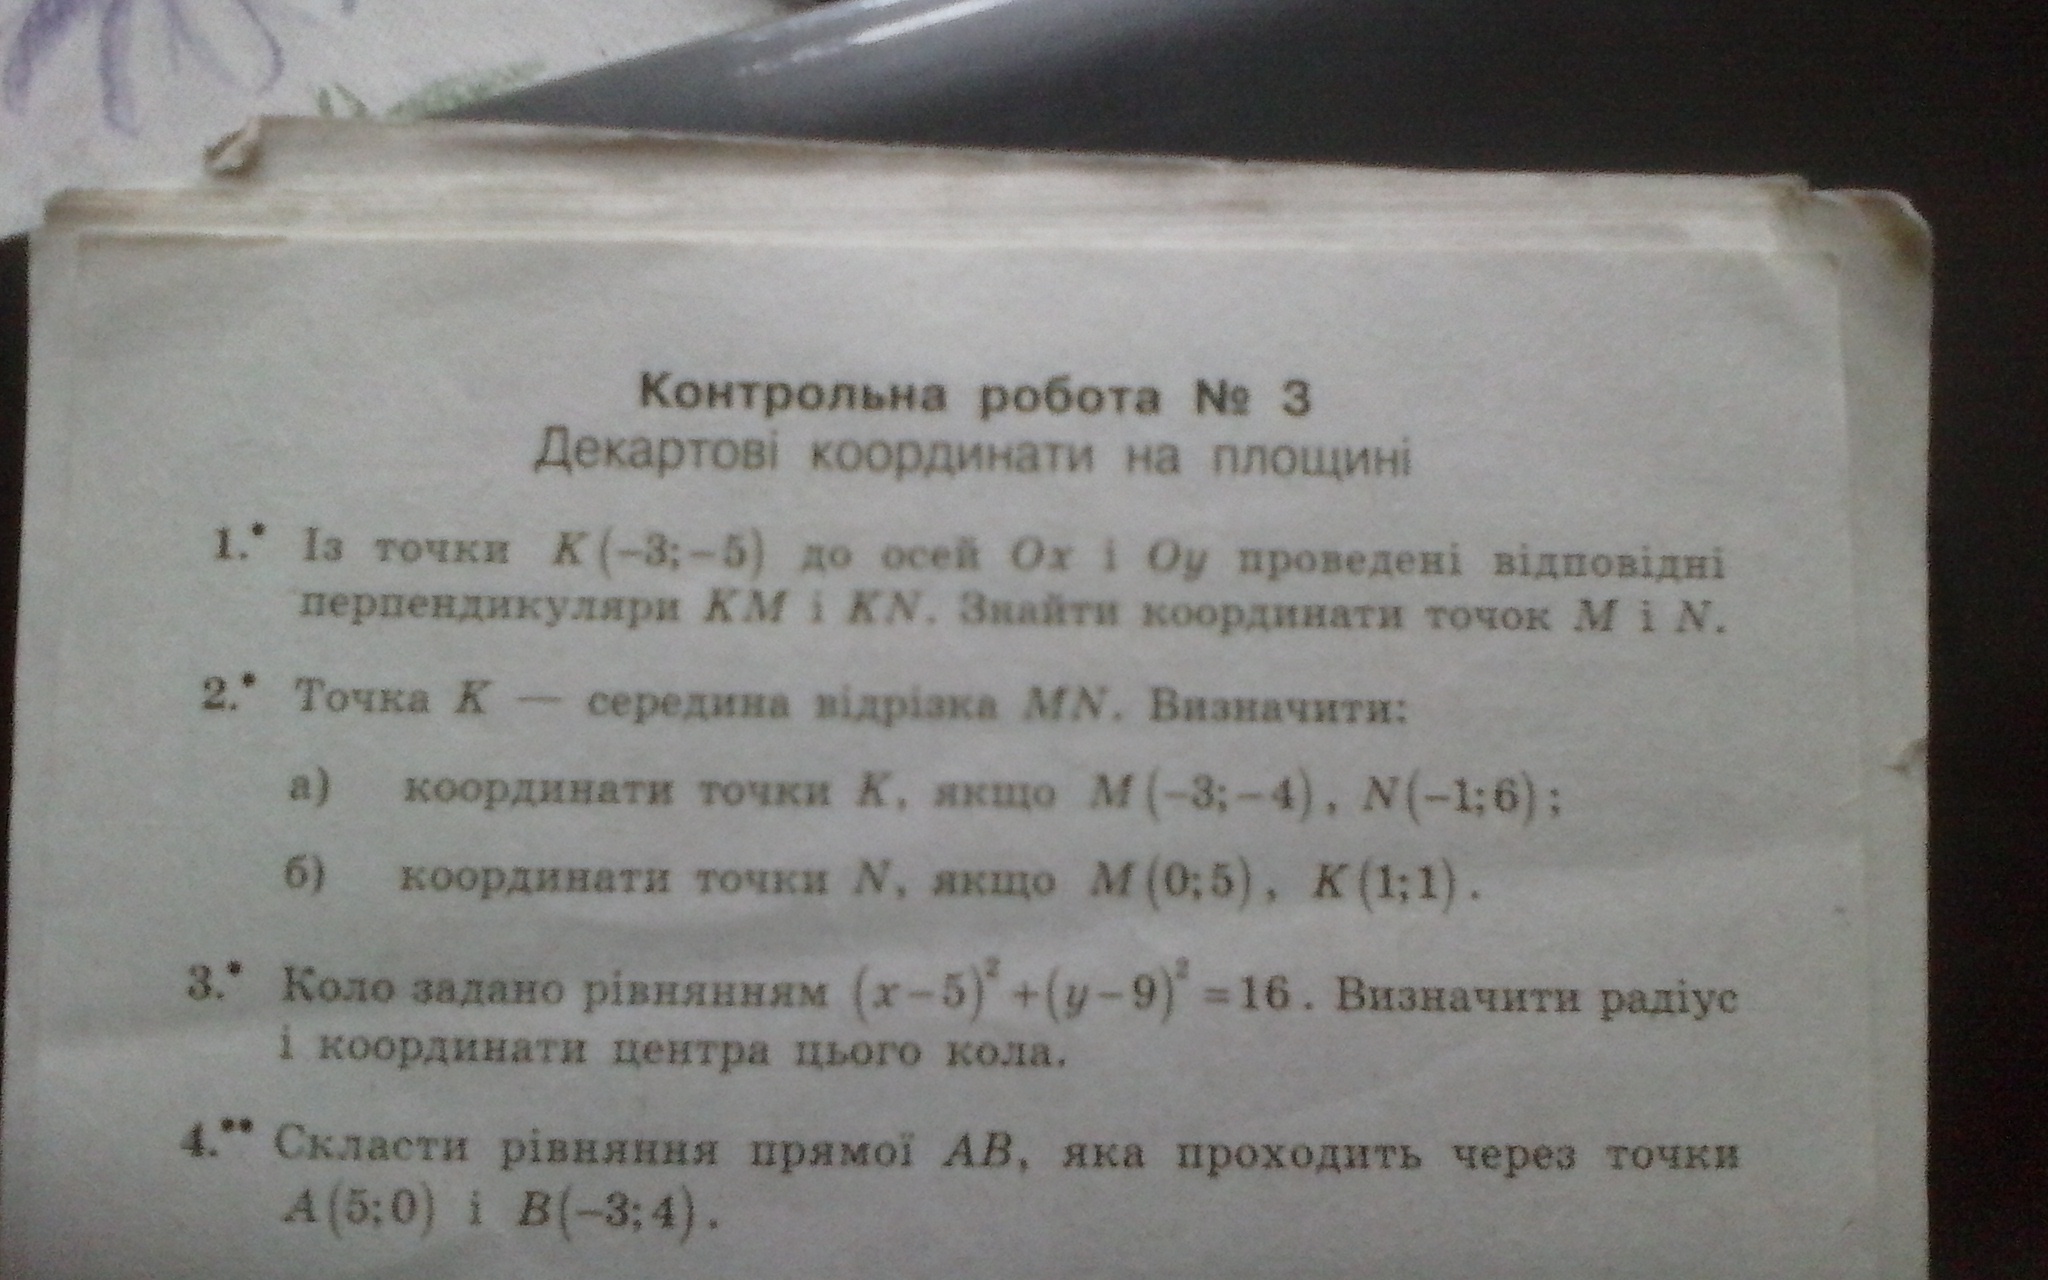 Контрольна робота № 3
Декартові координати на площині
1.* Із точки K(−3;−5) до осей Ox і Oy проведені відповідні
перпендикуляри KM і KN. Знайти координати точок M і N.
2.* Точка K — середина відрізка MN. Визначити:
а) координати точки K, якщо M(−3;−4), N(−1;6);
б) координати точки N, якщо M(0;5), K(1;1).
3.* Коло задано рівнянням (x−5)²+(y−9)²=16. Визначити радіус
і координати центра цього кола.
4.** Скласти рівняння прямої AB, яка проходить через точки
A(5;0) і B(−3;4).